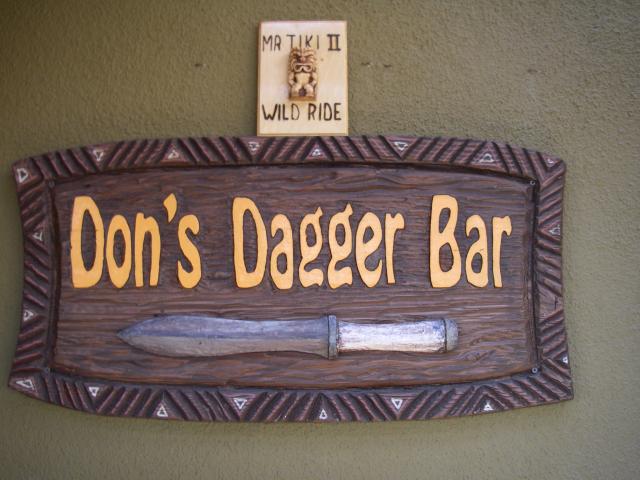 MR TIKI II
WILD RIDE
Don's Dagger Bar